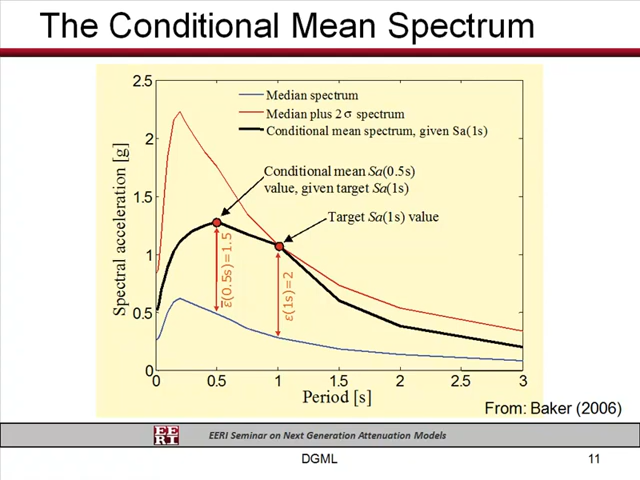 The Conditional Mean Spectrum
2.5
2
1.5
1
0.5
0
Spectral acceleration [g]
Median spectrum
Median plus 2 σ spectrum
Conditional mean spectrum, given Sa(1s)
Conditional mean Sa(0.5s)
value, given target Sa(1s)
Target Sa(1s) value
ε̅(0.5s)=1.5
ε(1s)=2
0 0.5 1 1.5 2 2.5 3
Period [s]
From: Baker (2006)
EE
RI
EERI Seminar on Next Generation Attenuation Models
DGML
11